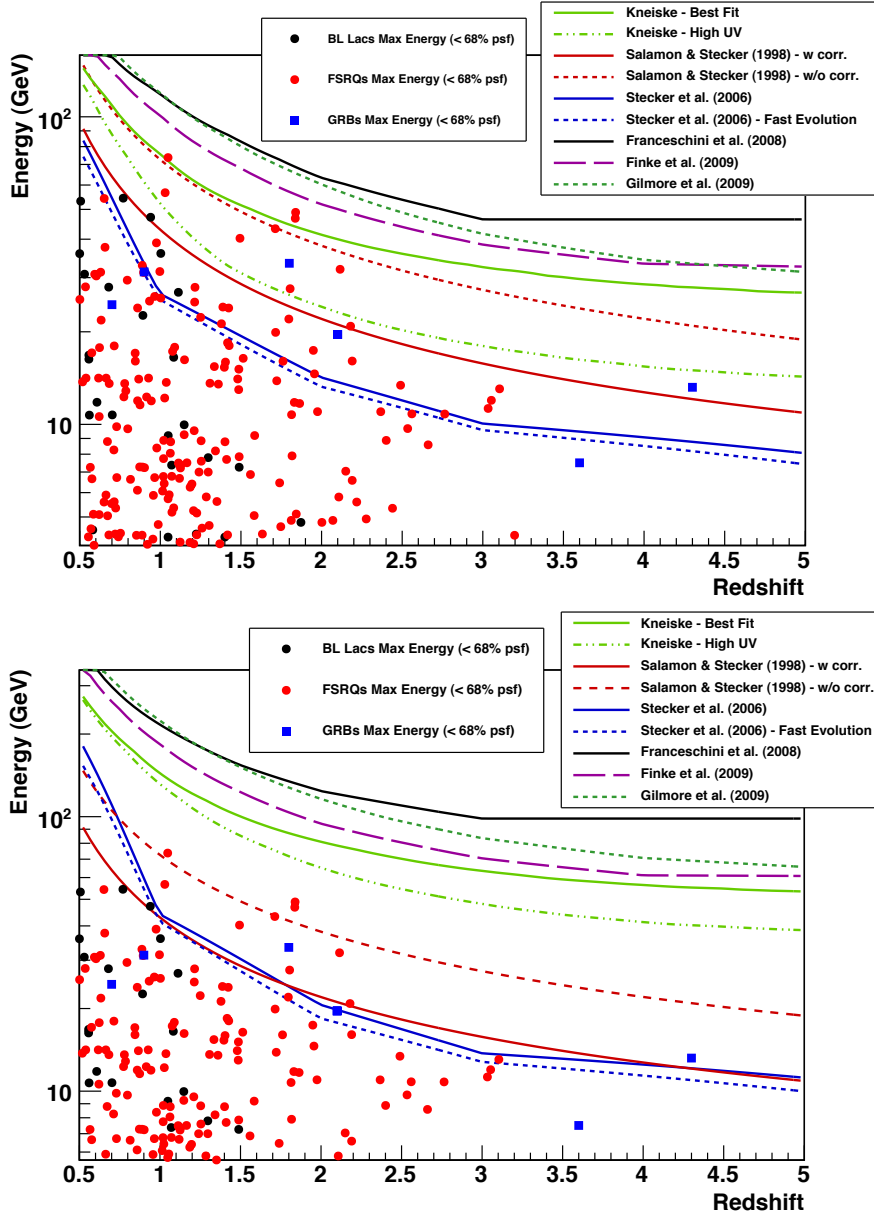 BL Lacs Max Energy (< 68% psf)
FSRQs Max Energy (< 68% psf)
GRBs Max Energy (< 68% psf)
Kneiske - Best Fit
Kneiske - High UV
Salamon & Stecker (1998) - w corr.
Salamon & Stecker (1998) - w/o corr.
Stecker et al. (2006)
Stecker et al. (2006) - Fast Evolution
Franceschini et al. (2008)
Finke et al. (2009)
Gilmore et al. (2009)
Energy (GeV)
10²
10
0.5 1 1.5 2 2.5 3 3.5 4 4.5 5
Redshift
BL Lacs Max Energy (< 68% psf)
FSRQs Max Energy (< 68% psf)
GRBs Max Energy (< 68% psf)
Kneiske - Best Fit
Kneiske - High UV
Salamon & Stecker (1998) - w corr.
Salamon & Stecker (1998) - w/o corr.
Stecker et al. (2006)
Stecker et al. (2006) - Fast Evolution
Franceschini et al. (2008)
Finke et al. (2009)
Gilmore et al. (2009)
Energy (GeV)
10²
10
0.5 1 1.5 2 2.5 3 3.5 4 4.5 5
Redshift